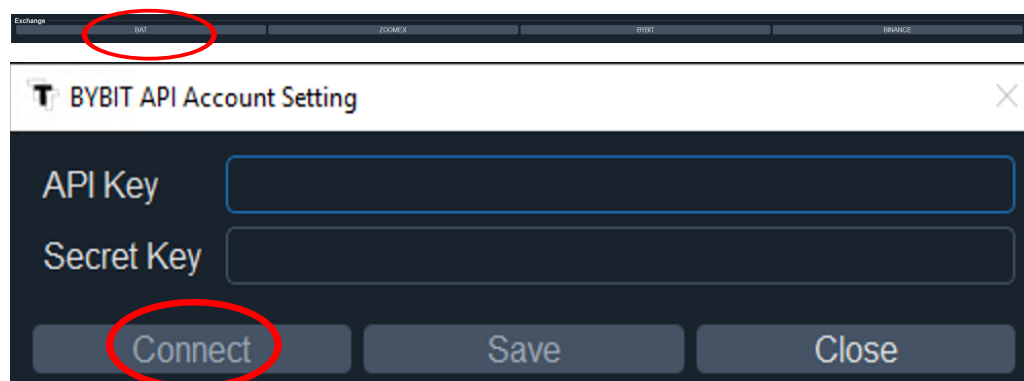 Exchange
BAT ZOOMEX BYBIT BINANCE
BYBIT API Account Setting
API Key
Secret Key
Connect Save Close